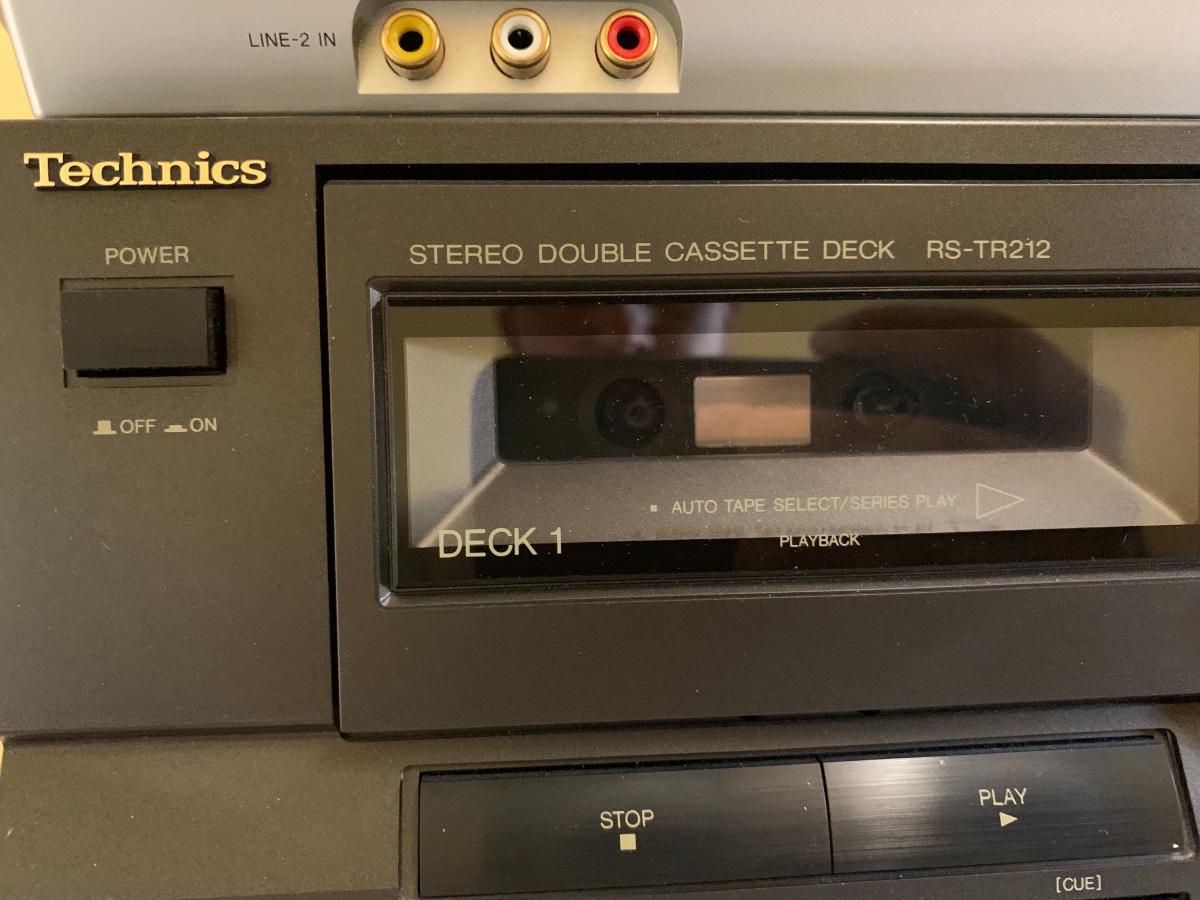 LINE-2 IN
Technics
POWER
OFF ON
STEREO DOUBLE CASSETTE DECK RS-TR212
AUTO TAPE SELECT/SERIES PLAY
DECK 1
PLAYBACK
STOP
PLAY
[CUE]